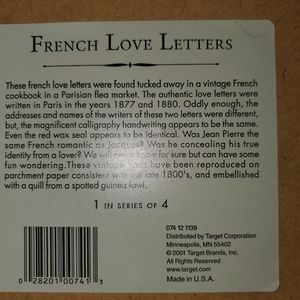 FRENCH LOVE LETTERS
These french love letters were found tucked away in a vintage French
cookbook in a Parisian flea market. The authentic love letters were
written in Paris in the years 1877 and 1880. Oddly enough, the
addresses and names of the writers of these two letters were different,
but, the magnificent calligraphy handwriting appears to be the same.
Even the red wax seal appears to be identical. Was Jean Pierre the
same French romantic as Jacques? Was he concealing his true
identity from a lover? We will never know for sure but can have some
fun wondering. These vintage have been reproduced on
parchment paper consistent with the late 1800's, and embellished
with a quill from a spotted guinea fowl.
1 IN SERIES OF 4
074 12 1139
Distributed by Target Corporation
Minneapolis, MN 55402
© 2001 Target Brands, Inc.
All Rights Reserved
www.target.com
Made in U.S.A.
0 28201 00741 3